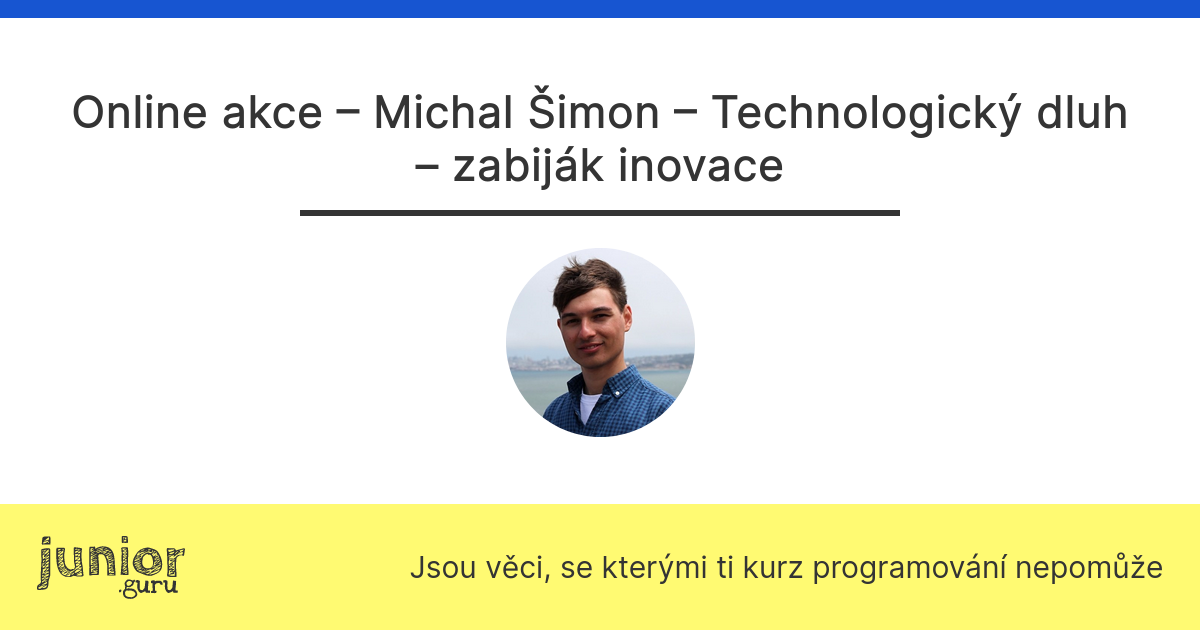 Online akce – Michal Šimon – Technologický dluh
– zabiják inovace
junior
.guru
Jsou věci, se kterými ti kurz programování nepomůže